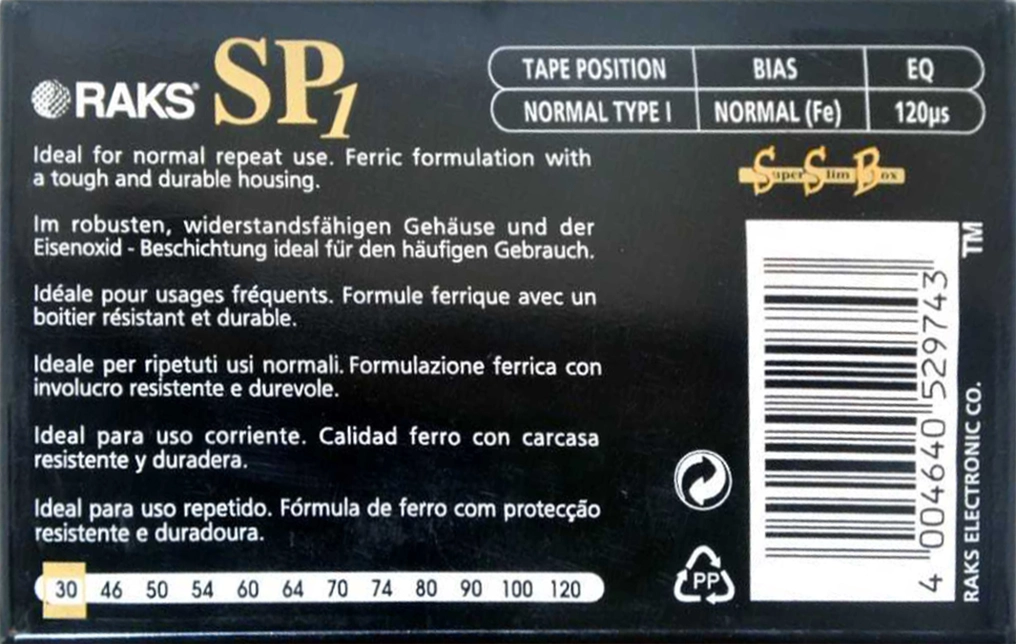 RAKS SP1
TAPE POSITION BIAS EQ
NORMAL TYPE I NORMAL (Fe) 120µs
Super Slim Box
Ideal for normal repeat use. Ferric formulation with
a tough and durable housing.
Im robusten, widerstandsfähigen Gehäuse und der
Eisenoxid - Beschichtung ideal für den häufigen Gebrauch.
Idéale pour usages fréquents. Formule ferrique avec un
boitier résistant et durable.
Ideale per ripetuti usi normali. Formulazione ferrica con
involucro resistente e durevole.
Ideal para uso corriente. Calidad ferro con carcasa
resistente y duradera.
Ideal para uso repetido. Fórmula de ferro com protecção
resistente e duradoura.
30 46 50 54 60 64 70 74 80 90 100 120
PP
4 004640 529743
RAKS ELECTRONIC CO. TM